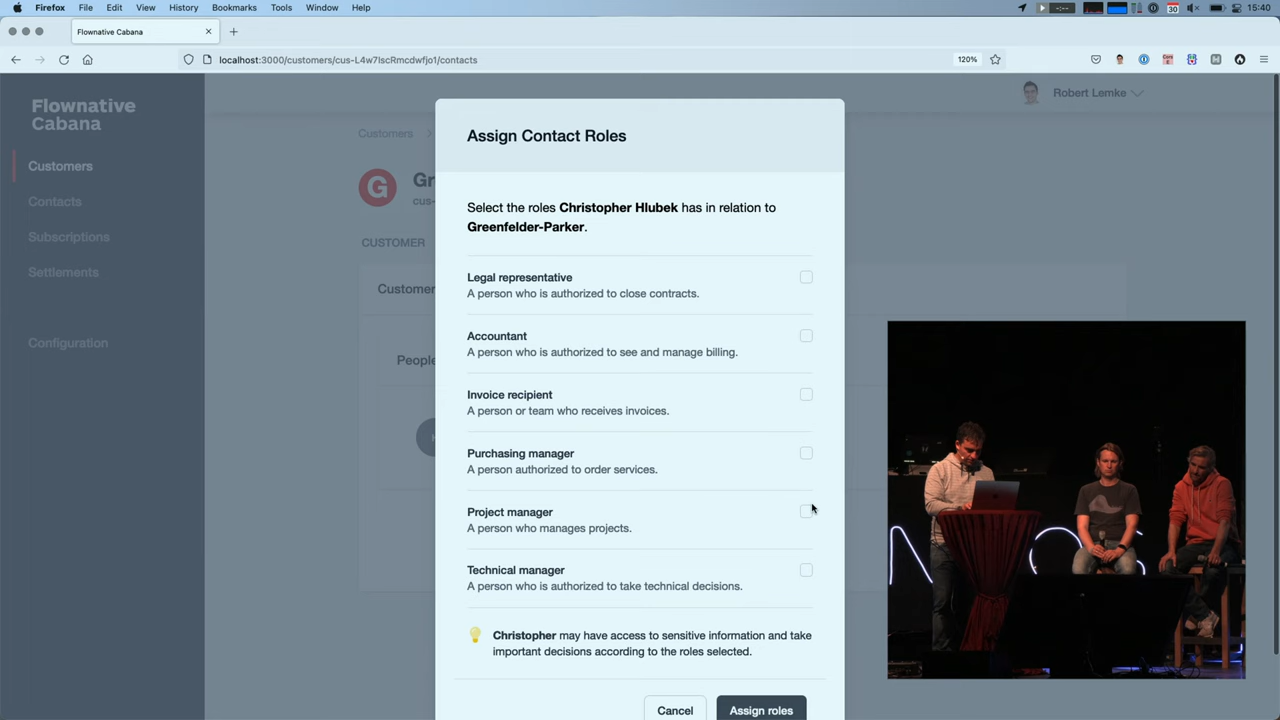 Firefox File Edit View History Bookmarks Tools Window Help
30
15:40
Flownative Cabana
localhost:3000/customers/cus-L4w7lscRmcdwfjo1/contacts
120%
Flownative
Cabana
Customers
Contacts
Subscriptions
Settlements
Configuration
Robert Lemke
Customers
G
Gr
cus-
CUSTOMER
Customer
People
Assign Contact Roles
Select the roles Christopher Hlubek has in relation to
Greenfelder-Parker.
Legal representative
A person who is authorized to close contracts.
Accountant
A person who is authorized to see and manage billing.
Invoice recipient
A person or team who receives invoices.
Purchasing manager
A person authorized to order services.
Project manager
A person who manages projects.
Technical manager
A person who is authorized to take technical decisions.
Christopher may have access to sensitive information and take
important decisions according to the roles selected.
Cancel
Assign roles